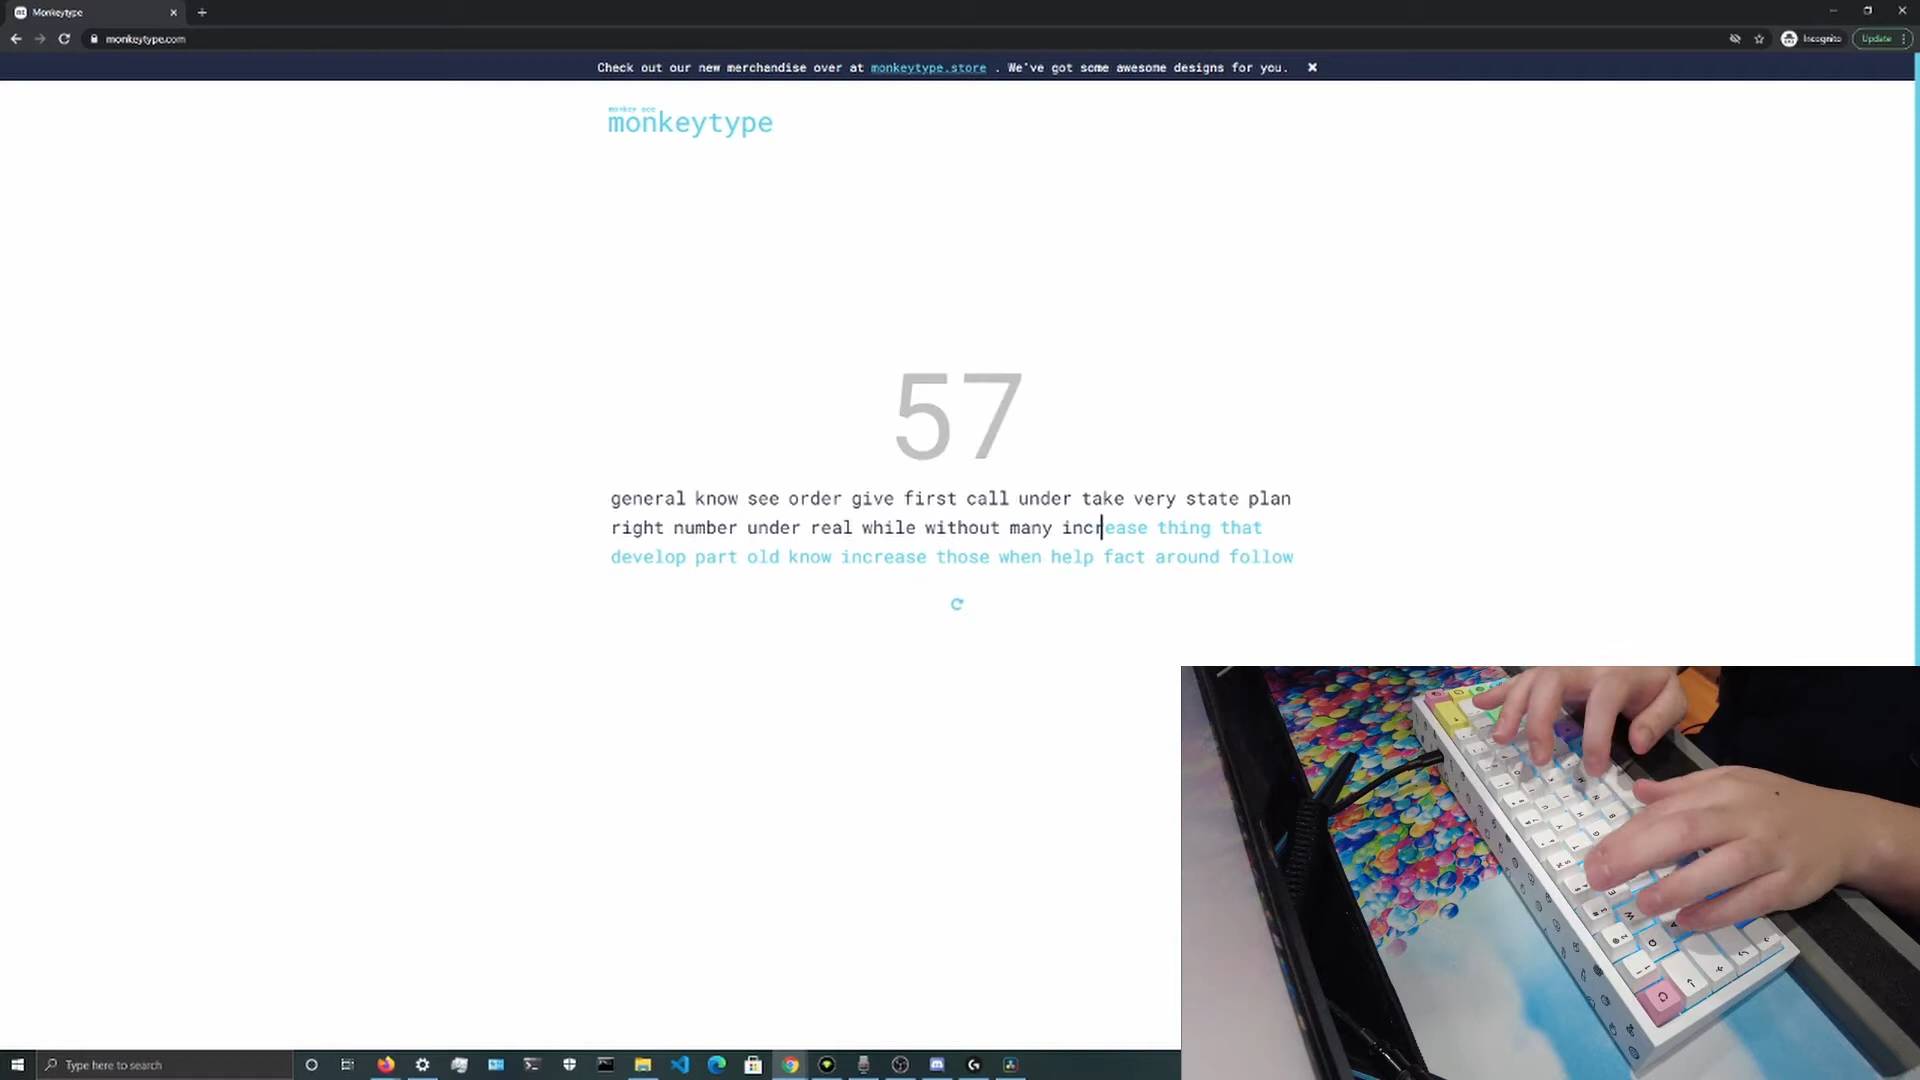 Monkeytype
monkeytype.com
Incognito
Update
Check out our new merchandise over at monkeytype.store . We've got some awesome designs for you.
monkey see
monkeytype
57
general know see order give first call under take very state plan
right number under real while without many increase thing that
develop part old know increase those when help fact around follow
Type here to search